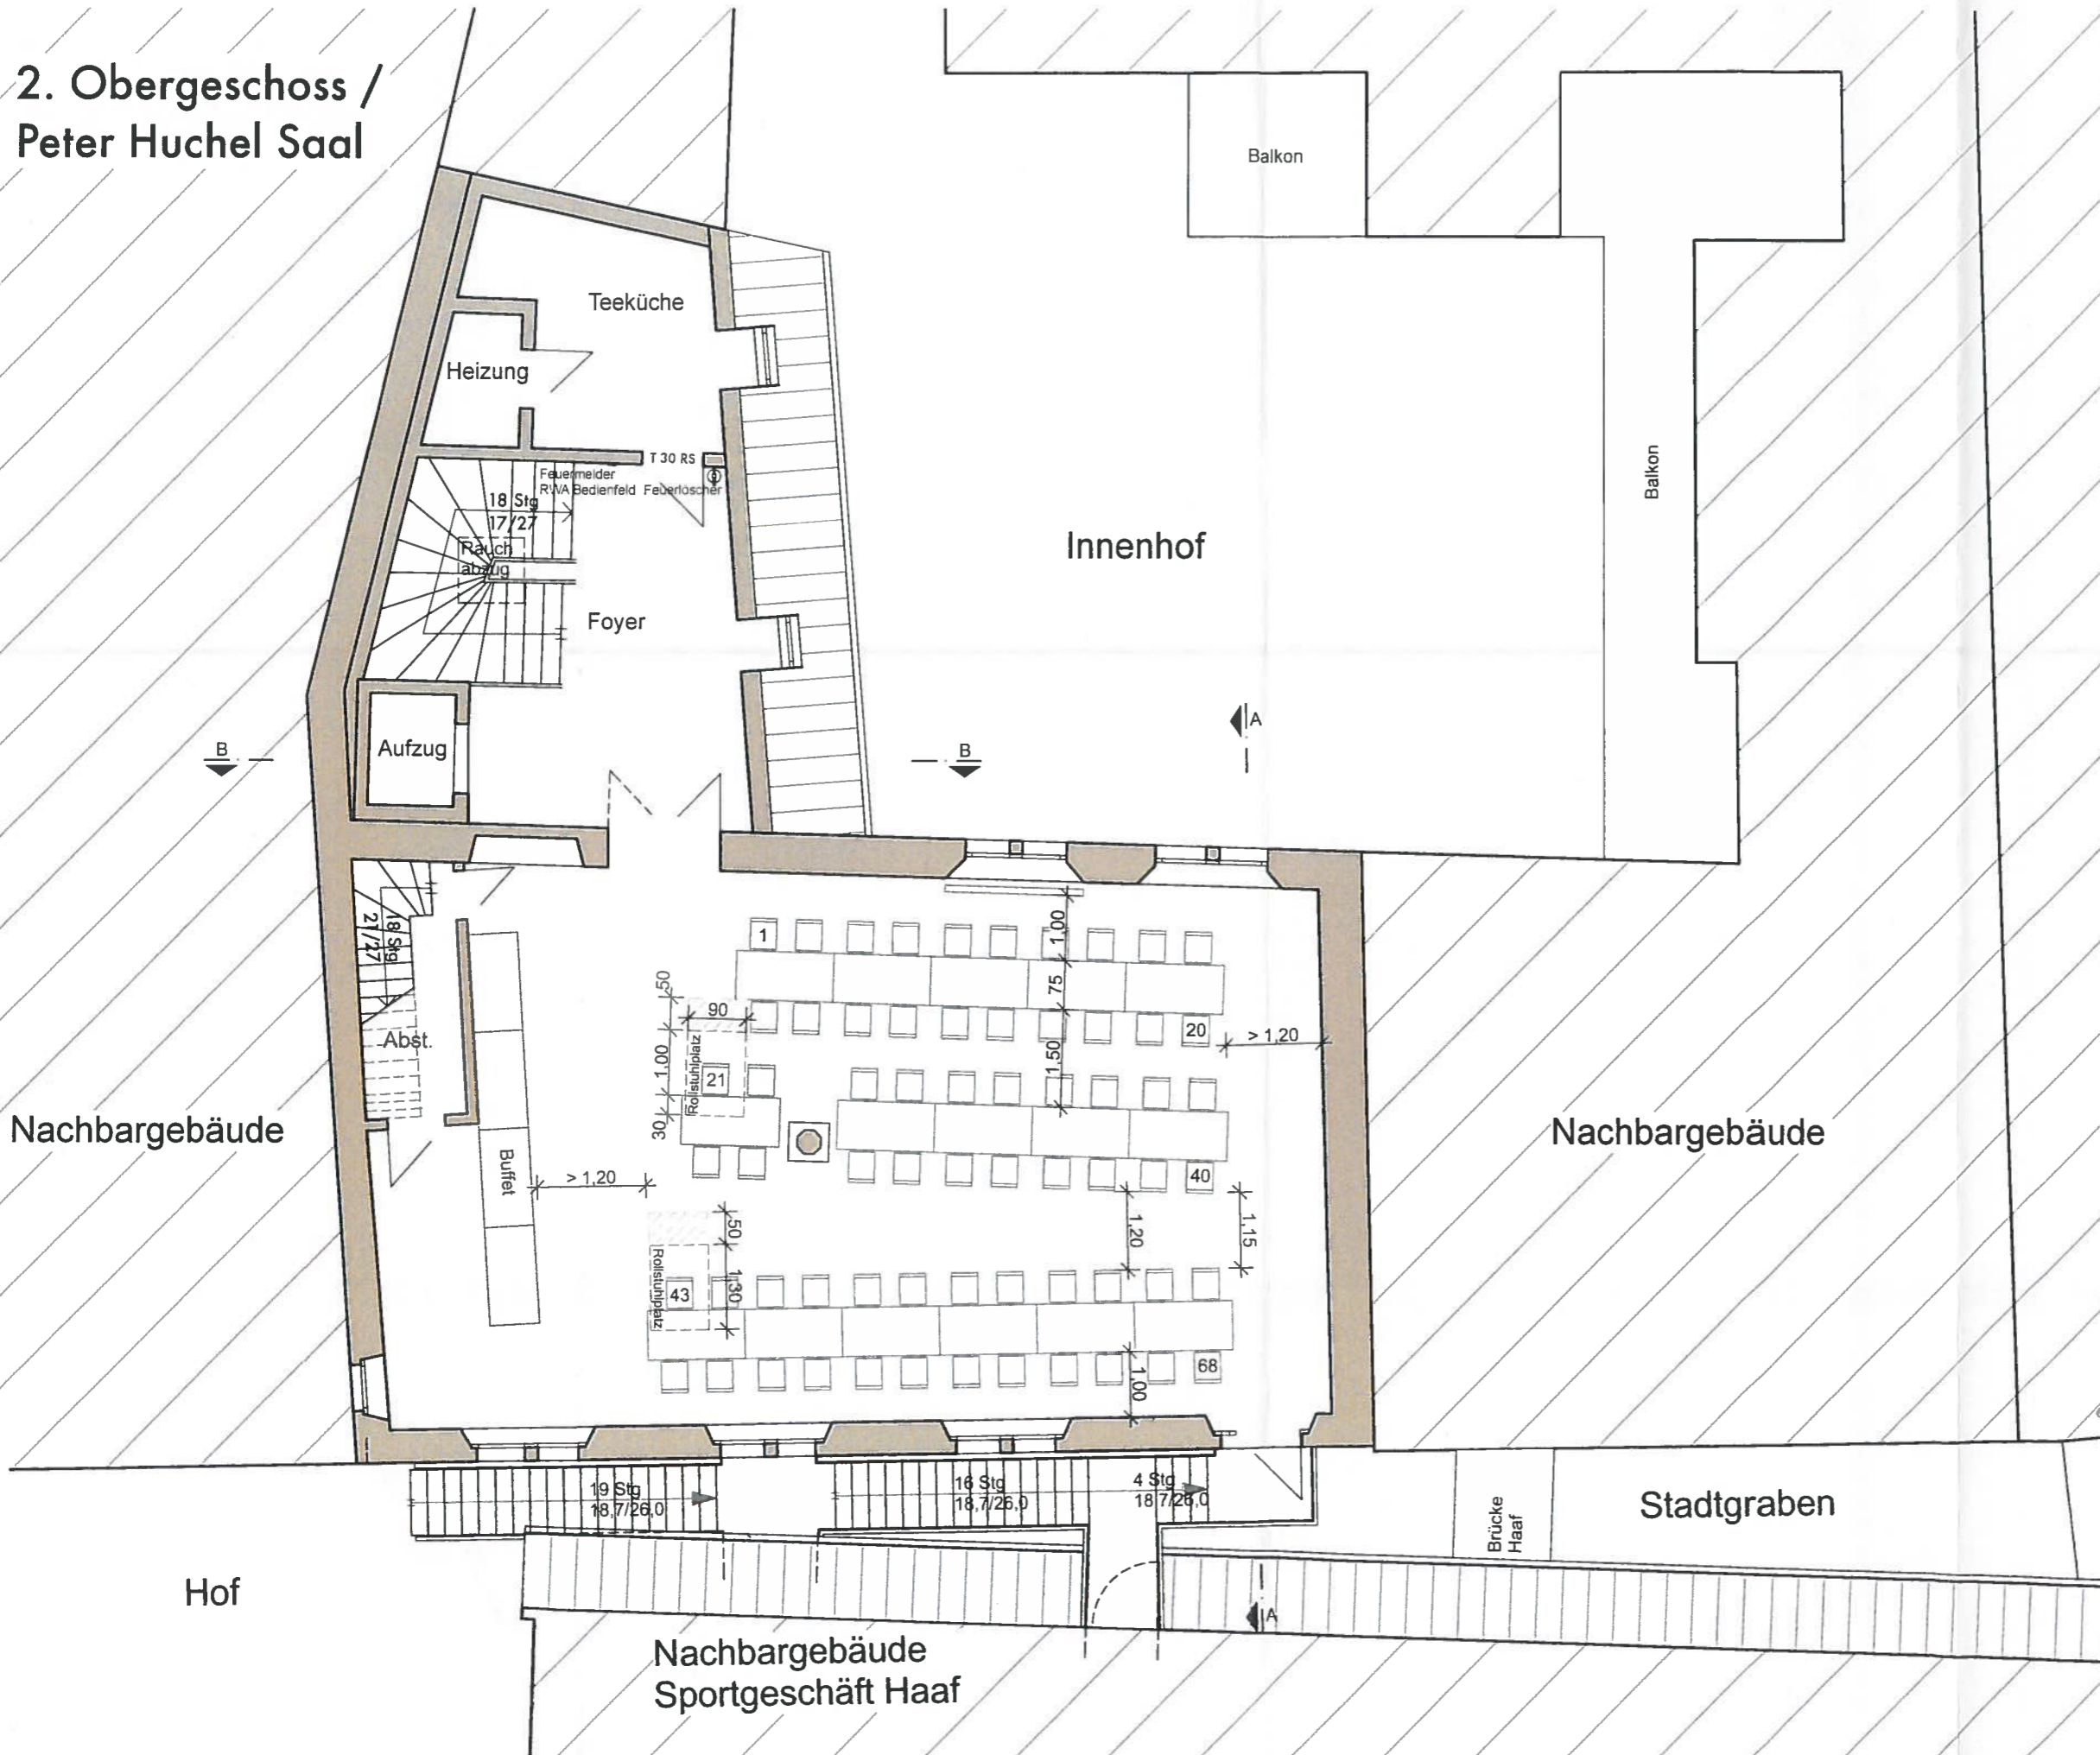 2. Obergeschoss /
Peter Huchel Saal
Balkon
Teeküche
Heizung
T 30 RS
Feuermelder
RWA Bedienfeld Feuerlöscher
18 Stg
17/27
Rauch
abzug
Foyer
Innenhof
Balkon
Aufzug
B
B
A
18 Stg
21/27
Abst.
Buffet
1
1,00
75
50
90
1,00
Rollstuhlplatz
30
20
> 1,20
1,50
21
40
> 1,20
50
1,30
Rollstuhlplatz
43
1,20
1,15
68
1,00
Nachbargebäude
Nachbargebäude
19 Stg
18,7/26,0
16 Stg
18,7/26,0
4 Stg
18 7/26,0
Brücke
Haaf
Stadtgraben
Hof
A
Nachbargebäude
Sportgeschäft Haaf